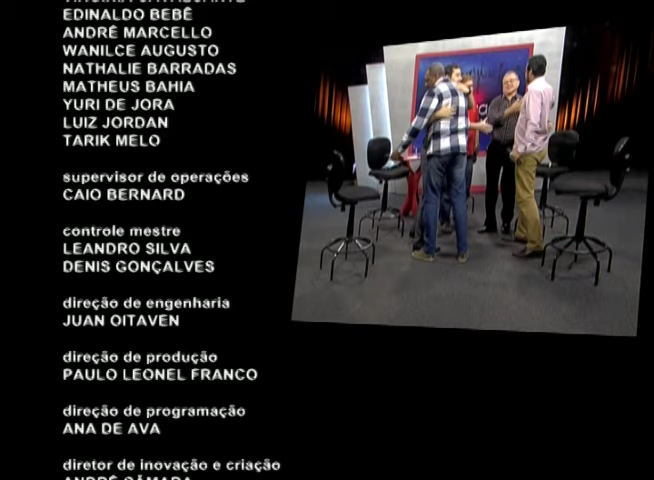 EDINALDO BEBÊ
ANDRÉ MARCELLO
WANILCE AUGUSTO
NATHALIE BARRADAS
MATHEUS BAHIA
YURI DE JORA
LUIZ JORDAN
TARIK MELO
supervisor de operações
CAIO BERNARD
controle mestre
LEANDRO SILVA
DENIS GONÇALVES
direção de engenharia
JUAN OITAVEN
direção de produção
PAULO LEONEL FRANCO
direção de programação
ANA DE AVA
diretor de inovação e criação